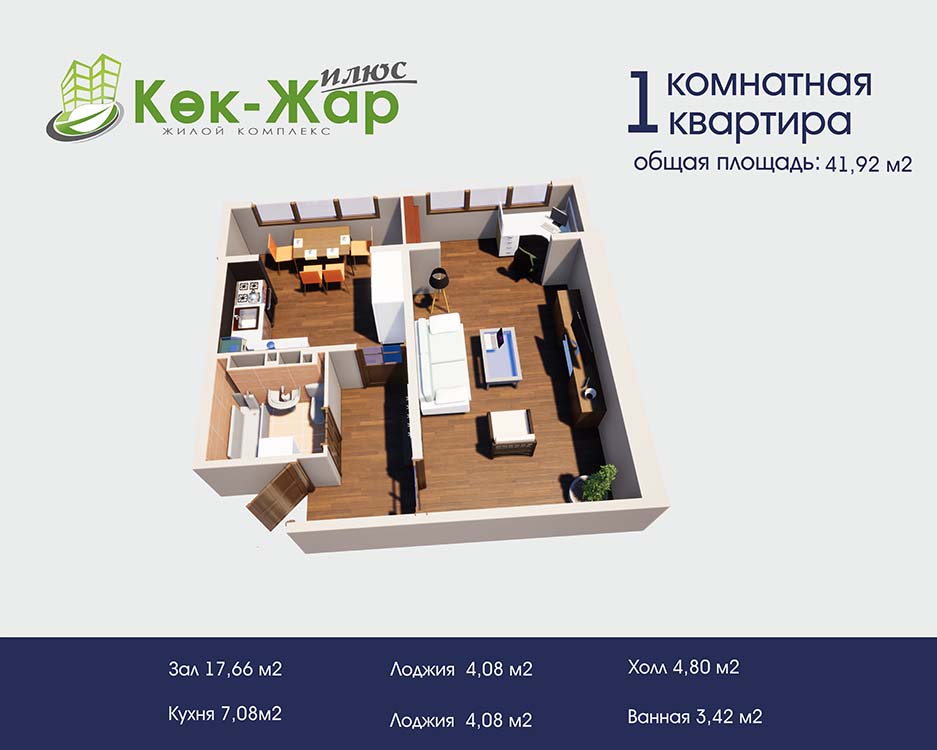 Көк-Жар плюс
ЖИЛОЙ КОМПЛЕКС
1 комнатная
квартира
общая площадь: 41,92 м2
Зал 17,66 м2
Лоджия 4,08 м2
Холл 4,80 м2
Кухня 7,08м2
Лоджия 4,08 м2
Ванная 3,42 м2